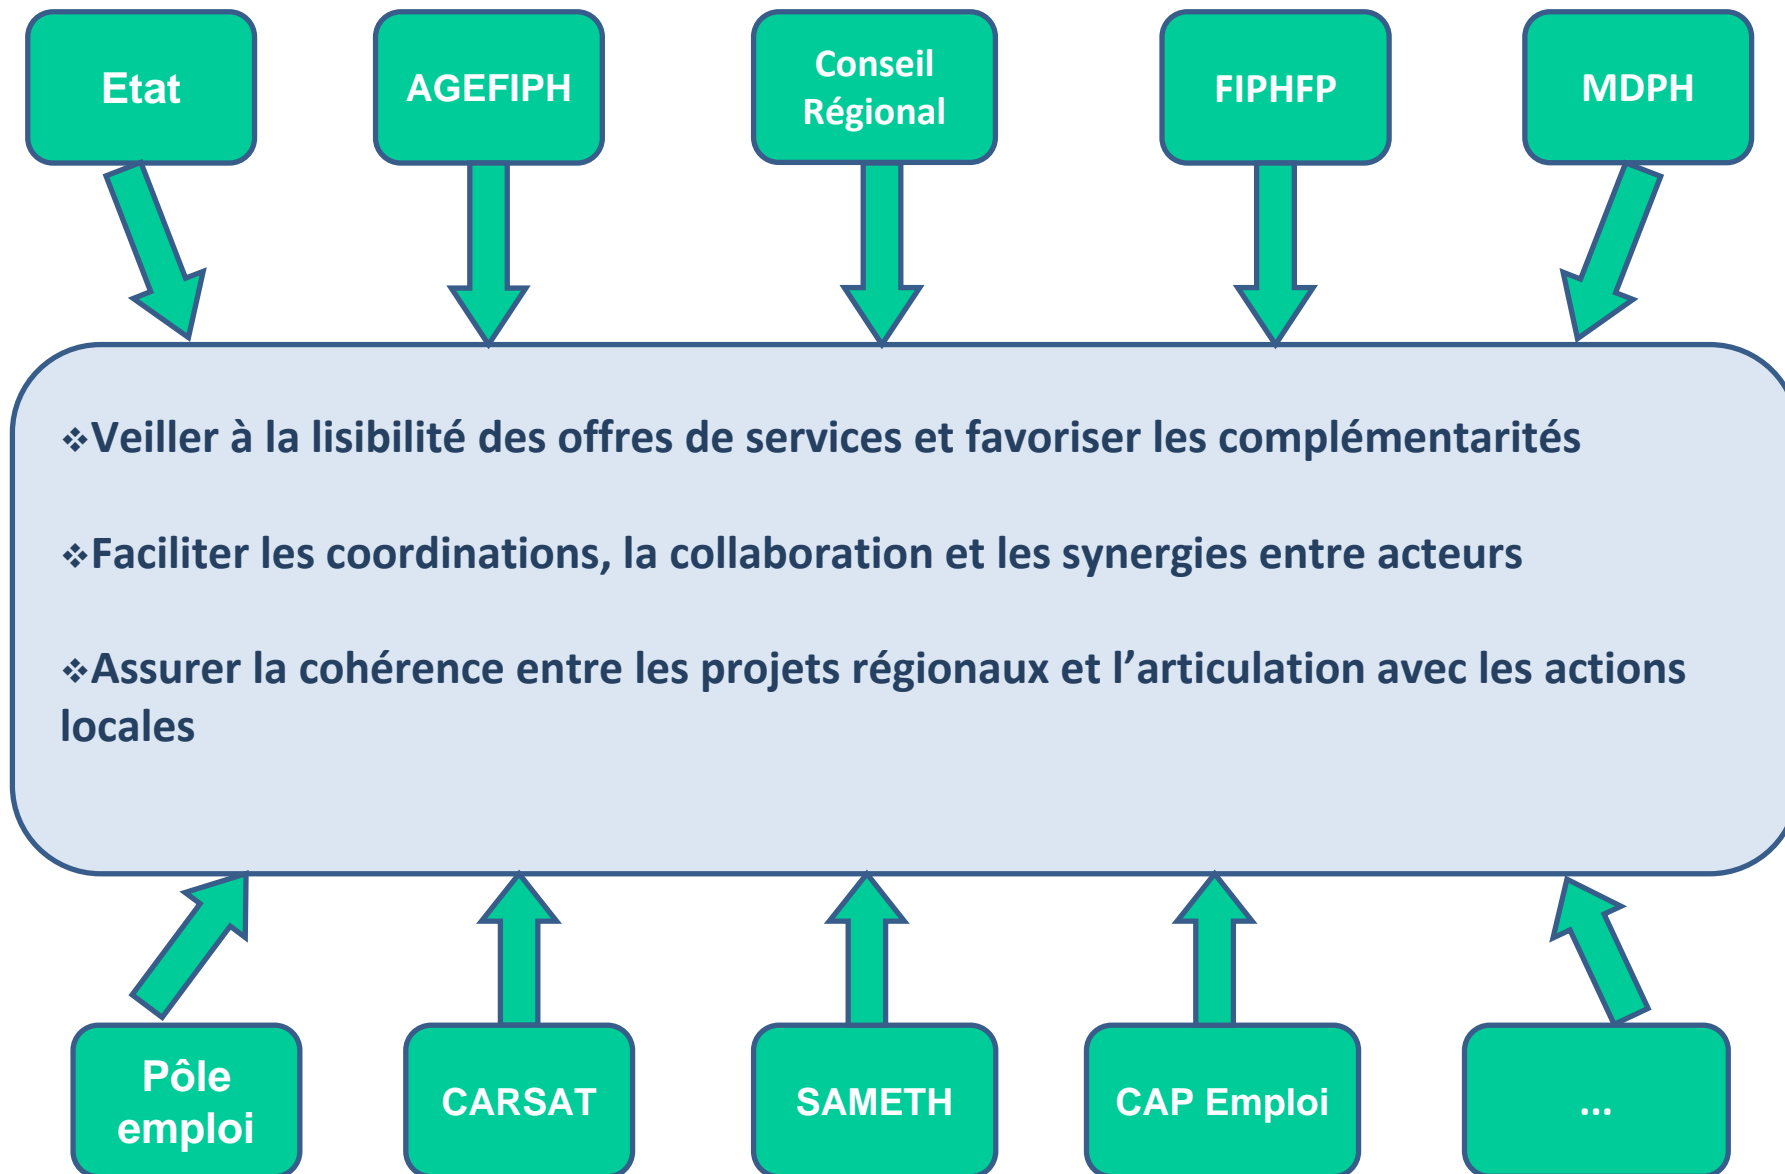 Etat
AGEFIPH
Conseil
Régional
FIPHFP
MDPH
❖Veiller à la lisibilité des offres de services et favoriser les complémentarités
❖Faciliter les coordinations, la collaboration et les synergies entre acteurs
❖Assurer la cohérence entre les projets régionaux et l’articulation avec les actions
locales
Pôle
emploi
CARSAT
SAMETH
CAP Emploi
...